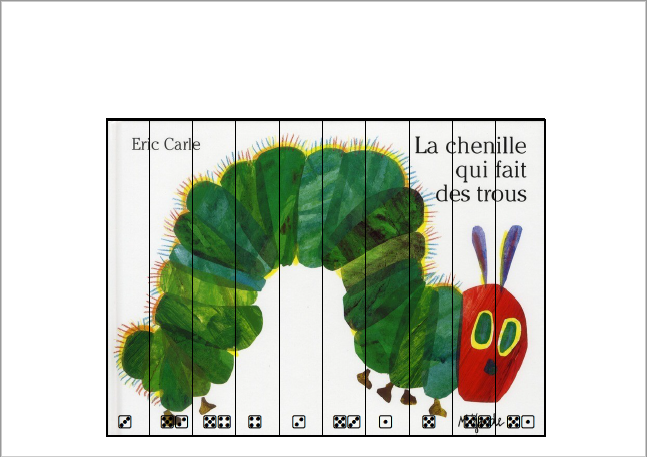 Eric Carle
La chenille
qui fait
des trous